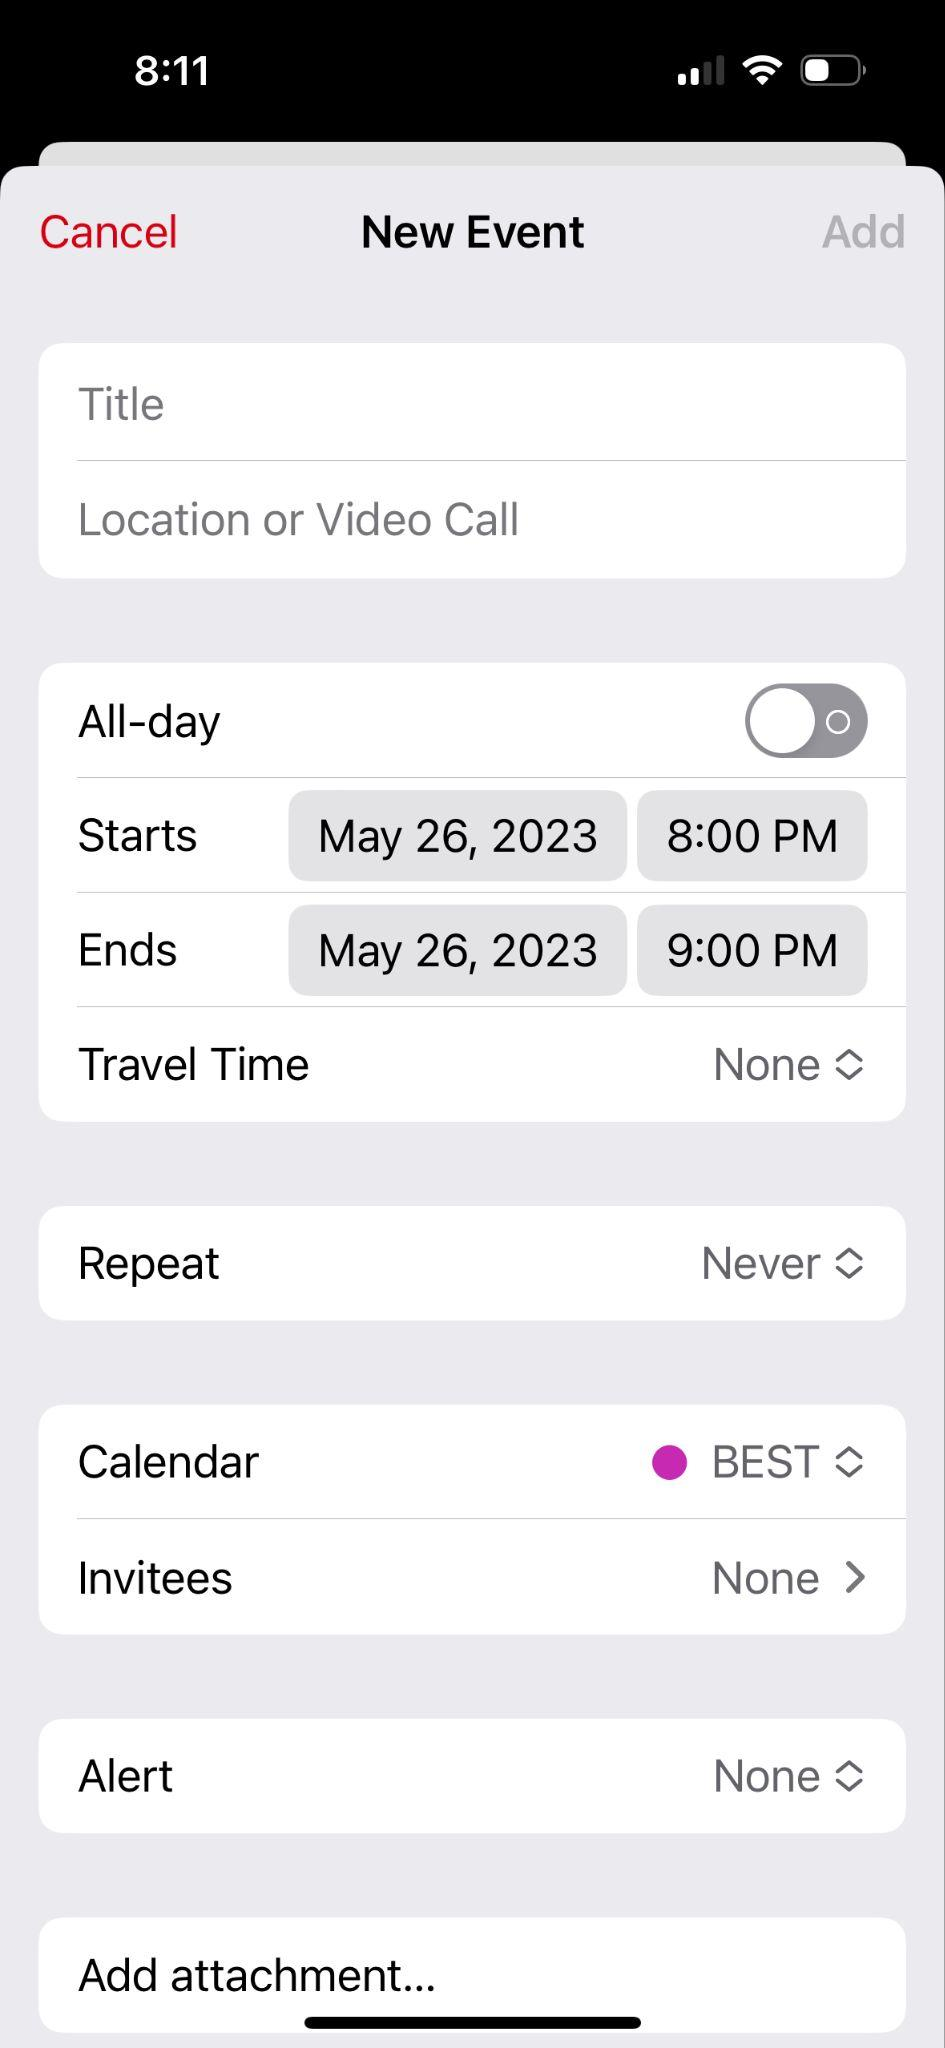 8:11
Cancel New Event Add
Title
Location or Video Call
All-day
Starts May 26, 2023 8:00 PM
Ends May 26, 2023 9:00 PM
Travel Time None
Repeat Never
Calendar BEST
Invitees None
Alert None
Add attachment...